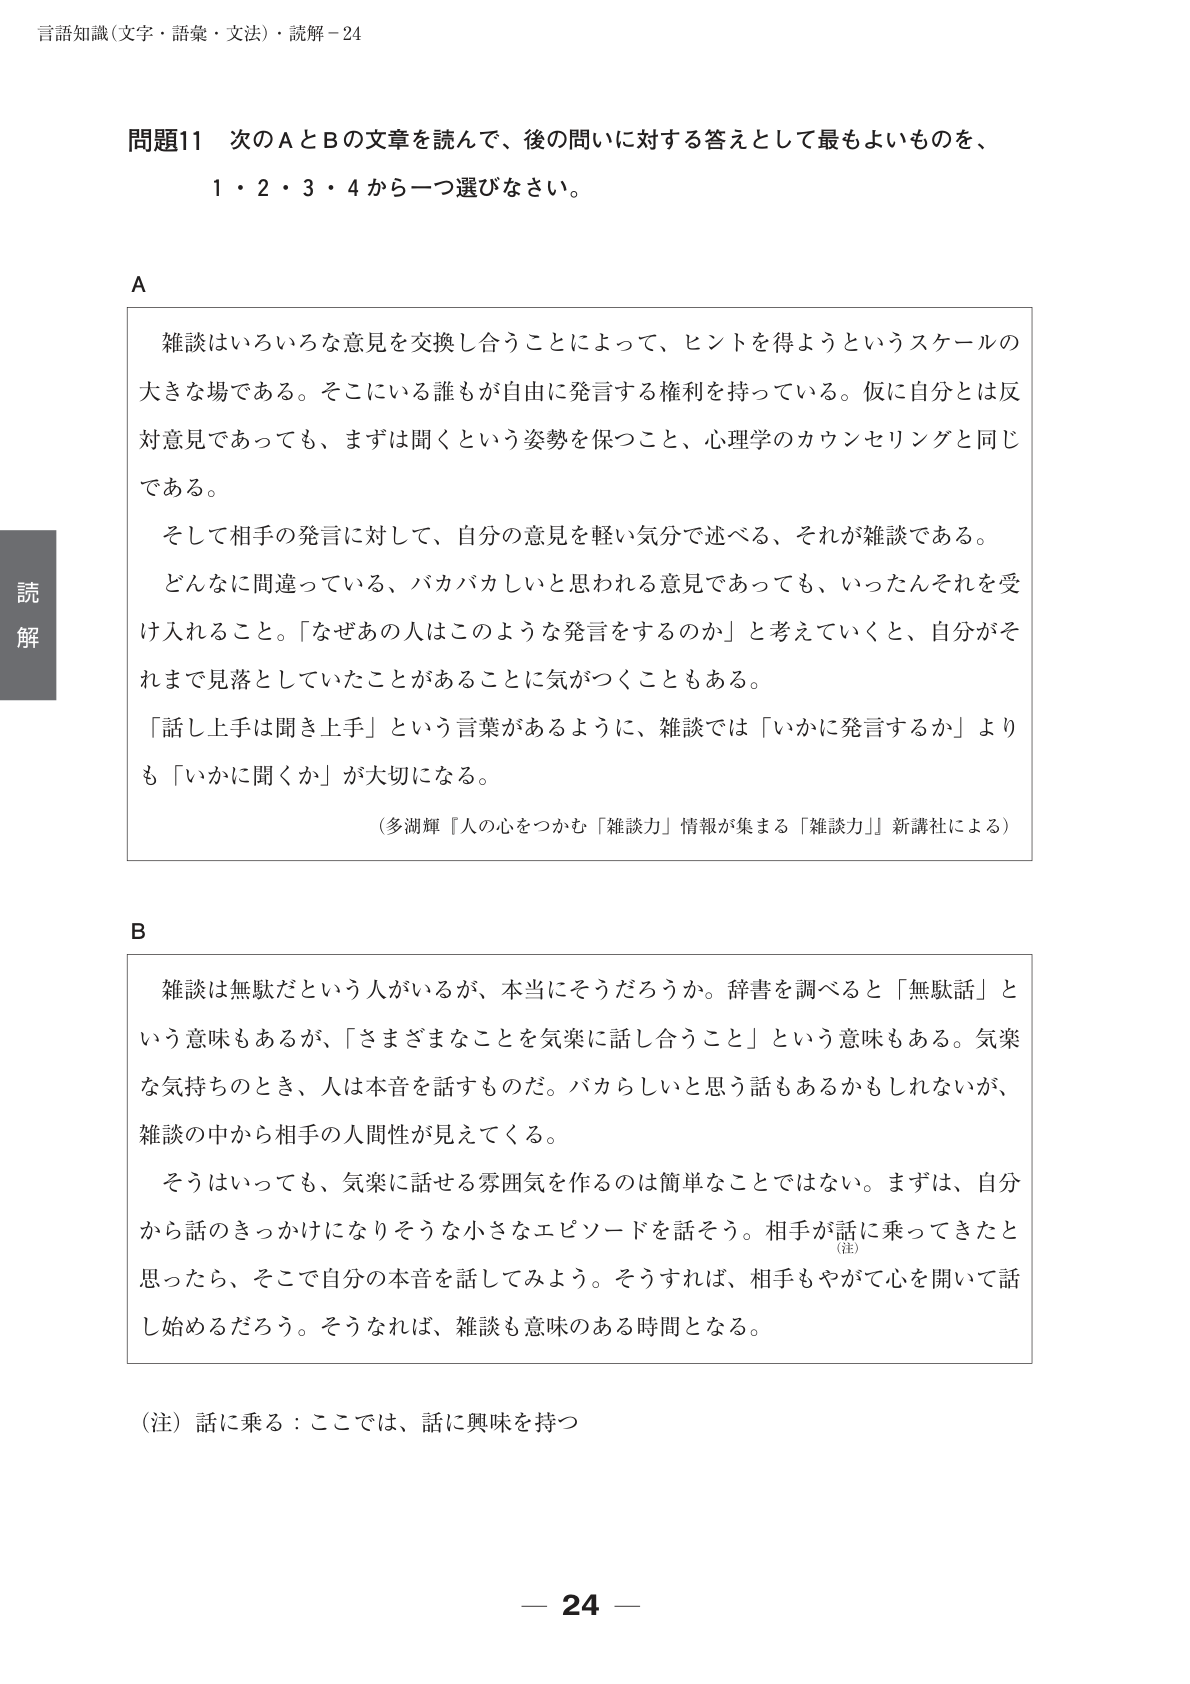 言語知識(文字・語彙・文法)・読解－24
問題11　次のAとBの文章を読んで、後の問いに対する答えとして最もよいものを、
1・2・3・4から一つ選びなさい。
A
雑談はいろいろな意見を交換し合うことによって、ヒントを得ようというスケールの
大きな場である。そこにいる誰もが自由に発言する権利を持っている。仮に自分とは反
対意見であっても、まずは聞くという姿勢を保つこと、心理学のカウンセリングと同じ
である。
そして相手の発言に対して、自分の意見を軽い気分で述べる、それが雑談である。
どんなに間違っている、バカバカしいと思われる意見であっても、いったんそれを受
け入れること。「なぜあの人はこのような発言をするのか」と考えていくと、自分がそ
れまで見落としていたことがあることに気がつくこともある。
「話し上手は聞き上手」という言葉があるように、雑談では「いかに発言するか」より
も「いかに聞くか」が大切になる。
（多湖輝『人の心をつかむ「雑談力」情報が集まる「雑談力」』新講社による）
読
解
B
雑談は無駄だという人がいるが、本当にそうだろうか。辞書を調べると「無駄話」と
いう意味もあるが、「さまざまなことを気楽に話し合うこと」という意味もある。気楽
な気持ちのとき、人は本音を話すものだ。バカらしいと思う話もあるかもしれないが、
雑談の中から相手の人間性が見えてくる。
そうはいっても、気楽に話せる雰囲気を作るのは簡単なことではない。まずは、自分
から話のきっかけになりそうな小さなエピソードを話そう。相手が話に乗ってきたと
（注）
思ったら、そこで自分の本音を話してみよう。そうすれば、相手もやがて心を開いて話
し始めるだろう。そうなれば、雑談も意味のある時間となる。
（注）話に乗る：ここでは、話に興味を持つ
— 24 —